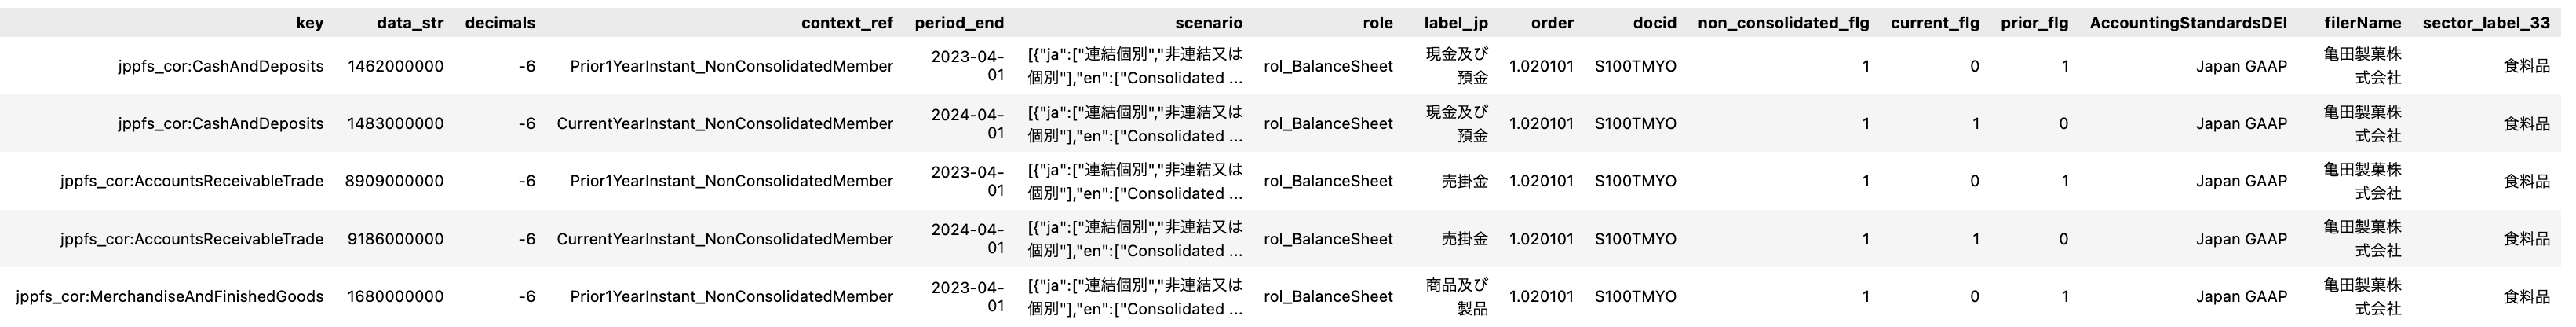 key data_str decimals context_ref period_end scenario role label_jp order docid non_consolidated_flg current_flg prior_flg AccountingStandardsDEI filerName sector_label_33
jppfs_cor:CashAndDeposits 1462000000 -6 Prior1YearInstant_NonConsolidatedMember 2023-04-01 [{"ja":["連結個別","非連結又は個別"],"en":["Consolidated ... rol_BalanceSheet 現金及び預金 1.020101 S100TMYO 1 0 1 Japan GAAP 亀田製菓株式会社 食料品
jppfs_cor:CashAndDeposits 1483000000 -6 CurrentYearInstant_NonConsolidatedMember 2024-04-01 [{"ja":["連結個別","非連結又は個別"],"en":["Consolidated ... rol_BalanceSheet 現金及び預金 1.020101 S100TMYO 1 1 0 Japan GAAP 亀田製菓株式会社 食料品
jppfs_cor:AccountsReceivableTrade 8909000000 -6 Prior1YearInstant_NonConsolidatedMember 2023-04-01 [{"ja":["連結個別","非連結又は個別"],"en":["Consolidated ... rol_BalanceSheet 売掛金 1.020101 S100TMYO 1 0 1 Japan GAAP 亀田製菓株式会社 食料品
jppfs_cor:AccountsReceivableTrade 9186000000 -6 CurrentYearInstant_NonConsolidatedMember 2024-04-01 [{"ja":["連結個別","非連結又は個別"],"en":["Consolidated ... rol_BalanceSheet 売掛金 1.020101 S100TMYO 1 1 0 Japan GAAP 亀田製菓株式会社 食料品
jppfs_cor:MerchandiseAndFinishedGoods 1680000000 -6 Prior1YearInstant_NonConsolidatedMember 2023-04-01 [{"ja":["連結個別","非連結又は個別"],"en":["Consolidated ... rol_BalanceSheet 商品及び製品 1.020101 S100TMYO 1 0 1 Japan GAAP 亀田製菓株式会社 食料品